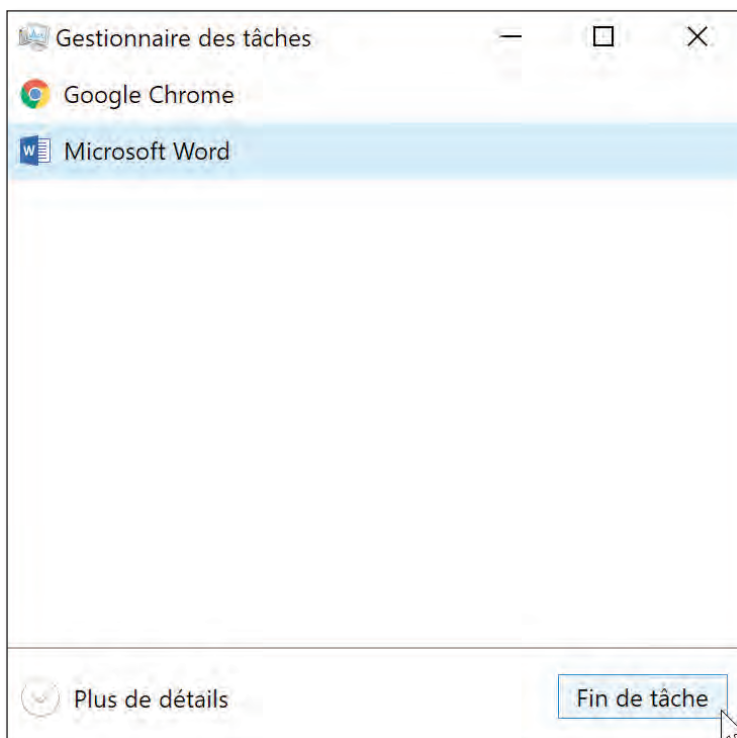 Gestionnaire des tâches
Google Chrome
Microsoft Word
Plus de détails
Fin de tâche